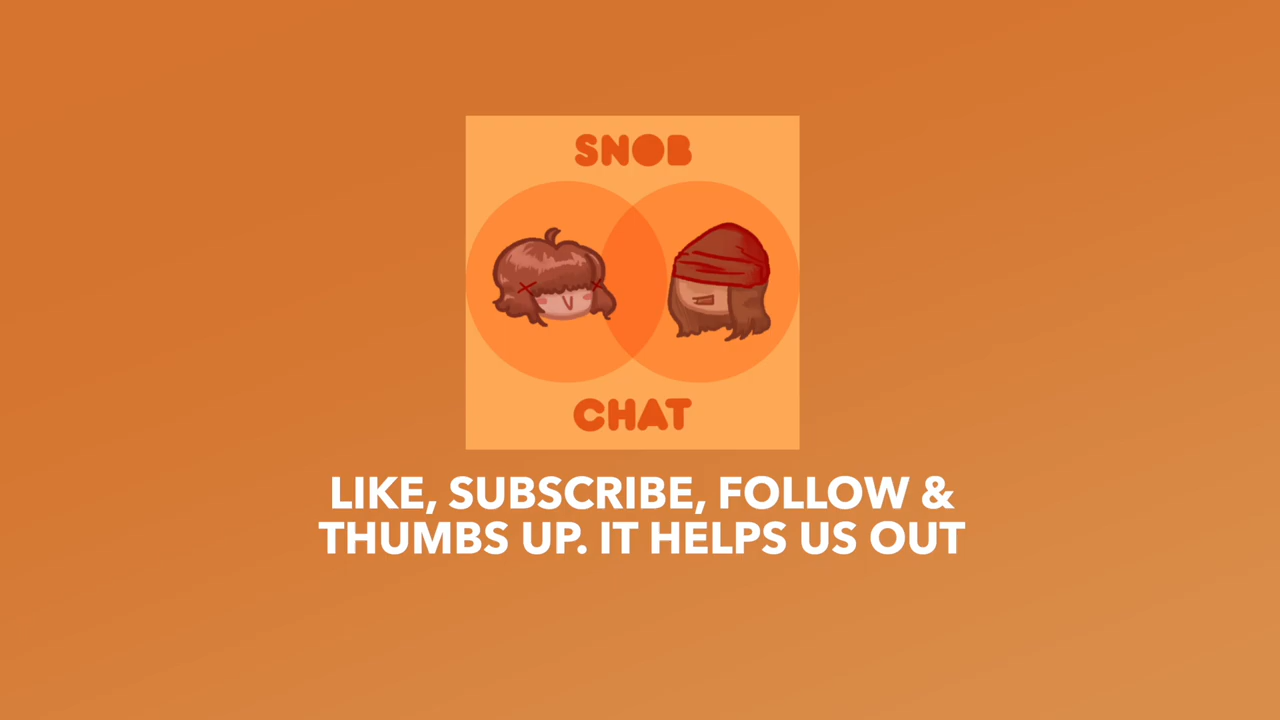 SNOB
CHAT
LIKE, SUBSCRIBE, FOLLOW &
THUMBS UP. IT HELPS US OUT